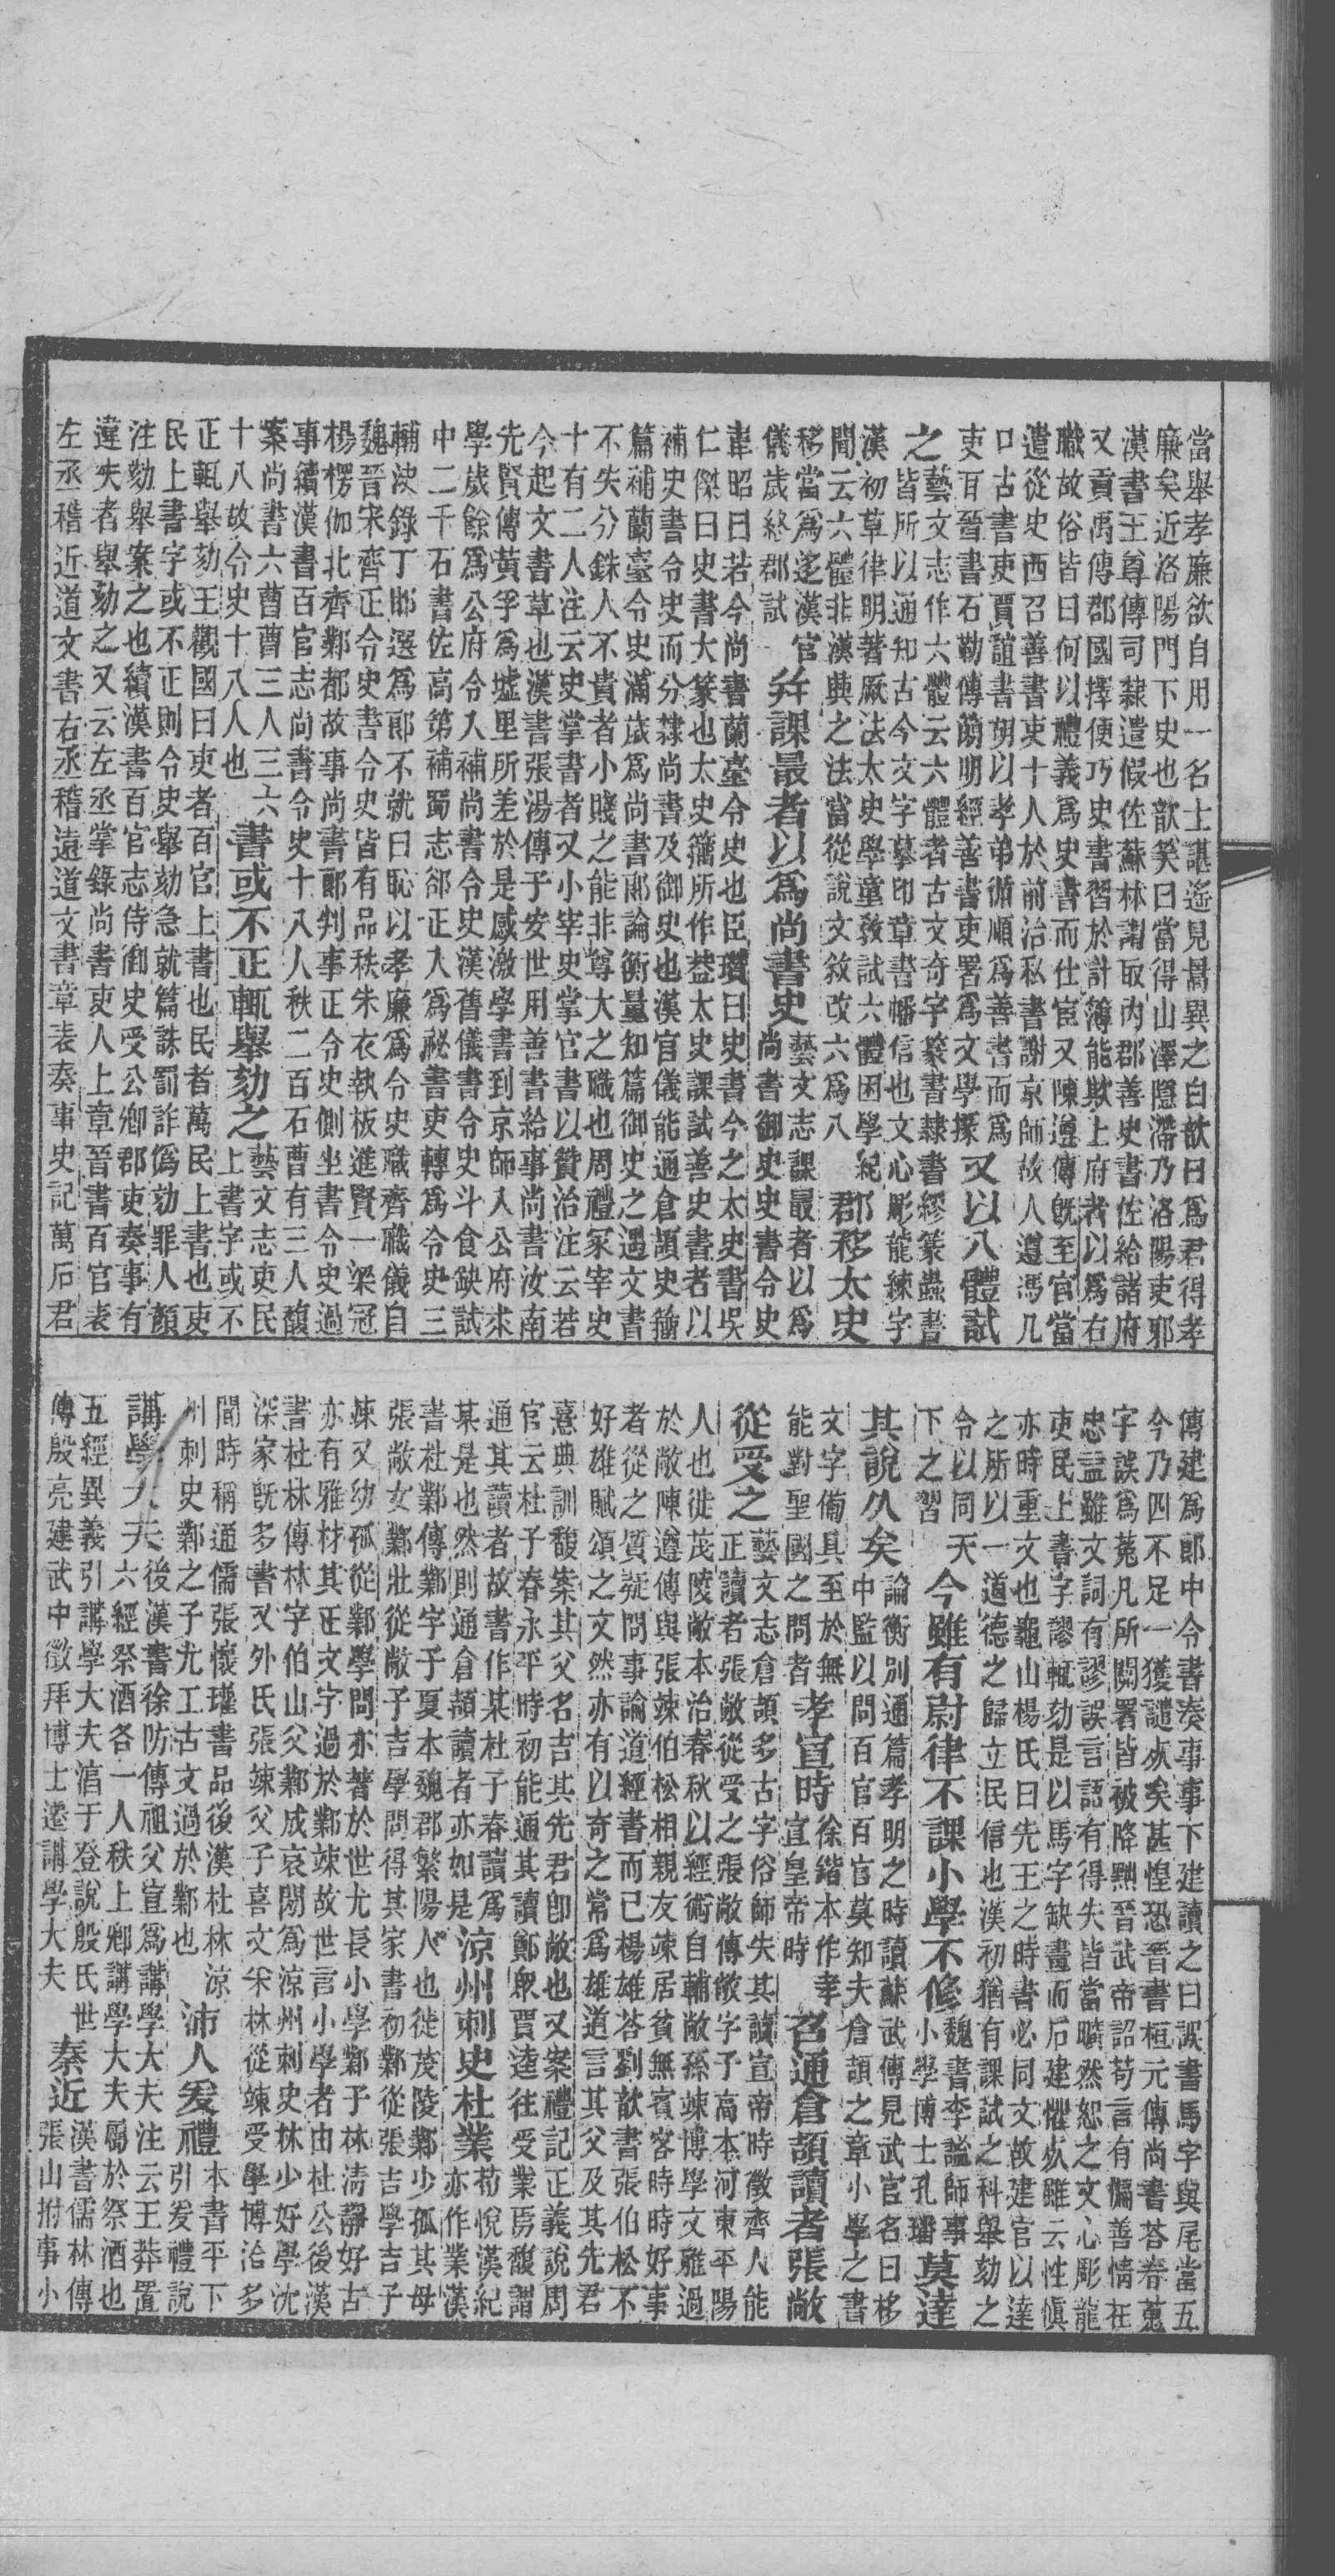 當舉孝廉欲自用一名士諶遙見暠異之白歆曰爲君得孝
廉矣近洛陽門下史也歆笑曰當得山澤隱滯乃洛陽吏邪
漢書王尊傳司隸遣假佐蘇林謂取內郡善史書佐給諸府
又貢禹傳郡國擇便巧史書習於計簿能欺上府者以爲右
職故俗皆曰何以禮義爲史書而仕宦又陳遵傳旣至官當
遣從史西召善書吏十人於前治私書謝京師故人遵馮几
口古書吏賈誼書胡以孝弟循順爲善書而爲
吏百晉書石勒傳䕫明經善書吏署爲文學掾
又以八體試
之
藝文志作六體云六體者古文奇字篆書隸書繆篆蟲書
皆所以通知古今文字摹印章書幡信也文心彫龍練字
漢初草律明著厥法太史學童敎試六體困學紀
聞云六體非漢興之法當從說文敘改六爲八
郡移太史
移當爲迻漢官
儀歲終郡試
幷課最者以爲尚書史
藝文志課最者以爲
尚書御史史書令史
韋昭曰若今尚書蘭臺令史也臣瓚曰史書今之太史書吳
仁傑曰史書大篆也太史籒所作葢太史課試善史書者以
補史書令史而分隸尚書及御史也漢官儀能通倉頡史籒
篇補蘭臺令史滿歲爲尚書郞論衡量知篇御史之遇文書
不失分銖人不貴者小賤之能非尊大之職也周禮冢宰史
十有二人注云史掌書者又小宰史掌官書以贊治注云若
今起文書草也漢書張湯傳子安世用善書給事尚書汝南
先賢傳黃孚爲墟里所差於是感激學書到京師入公府求
學歲餘爲公府令人補尚書令史漢舊儀書令史斗食缺試
中二千石書佐高第補蜀志郤正入爲祕書吏轉爲令史三
輔決錄丁邯選爲郞不就曰恥以孝廉爲令史職齊職儀自
魏晉宋齊正令史書令史皆有品秩朱衣執板進賢一梁冠
楊楞伽北齊鄴都故事尚書郞判事正令史側坐書令史過
事續漢書百官志尚書令史十八人秩二百石曹有三人馥
案尚書六曹曹三人三六
十八故令史十八人也
書或不正輒舉劾之
藝文志吏民
上書字或不
正輒舉劾王觀國曰吏者百官上書也民者萬民上書也吏
民上書字或不正則令史舉劾急就篇誅罰詐僞劾罪人顏
注劾舉案之也續漢書百官志侍御史受公卿郡吏奏事有
違失者舉劾之又云左丞掌錄尚書吏人上章晉書百官表
左丞稽近道文書右丞稽遠道文書章表奏事史記萬石君
傳建爲郞中令書奏事事下建讀之曰誤書馬字與尾當五
今乃四不足一獲譴㱙矣甚惶恐晉書桓元傳尚書荅春蒐
字誤爲菟凡所關署皆被降黜晉武帝詔苟言有偏善情在
忠益雖文詞有謬誤言語有得失皆當曠然恕之文心彫龍
吏民上書字謬輒劾是以馬字缺畫而石建懼㱙雖云性愼
亦時重文也龜山楊氏曰先王之時書必同文故建官以達
之所以一道德之歸立民信也漢初猶有課試之科舉劾之
令以同天
下之習
今雖有尉律不課小學不修
魏書李謐師事
小學博士孔璠
莫達
其說久矣
論衡別通篇孝明之時讀蘇武傳見武官名曰栘
中監以問百官百官莫知夫倉頡之章小學之書
文字備具至於無
能對聖國之問者
孝宣時
徐鍇本作孝
宣皇帝時
召通倉頡讀者張敞
從受之
藝文志倉頡多古字俗師失其讀宣帝時徵齊人能
正讀者張敞從受之張敞傳敞字子高本河東平陽
人也徙茂陵敞本治春秋以經術自輔敞孫竦博學文雅過
於敞陳遵傳與張竦伯松相親友竦居貧無賓客時時好事
者從之質疑問事論道經書而已楊雄荅劉歆書張伯松不
好雄賦頌之文然亦有以奇之常爲雄道言其父及其先君
憙典訓馥案其父名吉其先君卽敞也又案禮記正義說周
官云杜子春永平時初能通其讀鄭眾賈逵往受業焉馥謂
通其讀者故書作某杜子春讀爲
某是也然則通倉頡讀者亦如是
涼州刺史杜業
荀悅漢紀
亦作業漢
書杜鄴傳鄴字子夏本魏郡繁陽人也徙茂陵鄴少孤其母
張敞女鄴壯從敞子吉學問得其家書初鄴從張吉學吉子
竦又幼孤從鄴學問亦著於世尤長小學鄴子林淸靜好古
亦有雅材其正文字過於鄴竦故世言小學者由杜公後漢
書杜林傳林字伯山父鄴成哀閒爲涼州刺史林少好學沈
深家旣多書又外氏張竦父子喜文采林從竦受學博洽多
聞時稱通儒張懷瓘書品後漢杜林涼
州刺史鄴之子尤工古文過於鄴也
沛人爰禮
本書平下
引爰禮說
講學大夫
後漢書徐防傳祖父宣爲講學大夫注云王莽置
六經祭酒各一人秩上卿講學大夫屬於祭酒也
五經異義引講學大夫淳于登說殷氏世
傳殷亮建武中徵拜博士遷講學大夫
秦近
漢書儒林傳
張山拊事小